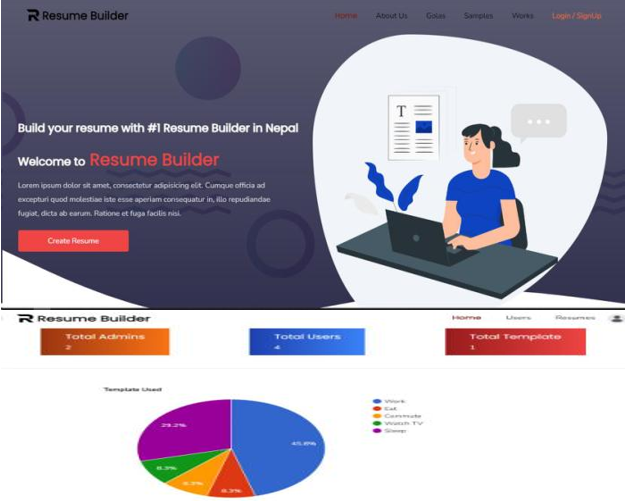 Resume Builder
Home About Us Golas Samples Works Login / SignUp
T
Build your resume with #1 Resume Builder in Nepal
Welcome to Resume Builder
Lorem ipsum dolor sit amet, consectetur adipisicing elit. Cumque officia ad
excepturi quod molestiae iste esse aperiam consequatur in, illo repudiandae
fugiat, dicta ab earum. Ratione et fuga facilis nisi.
Create Resume
Resume Builder
Home Users Resumes
Total Admins
2
Total Users
4
Total Template
1
Template Used
Work
Eat
Commute
Watch TV
Sleep
29.2%
45.8%
8.3%
8.3%
8.3%